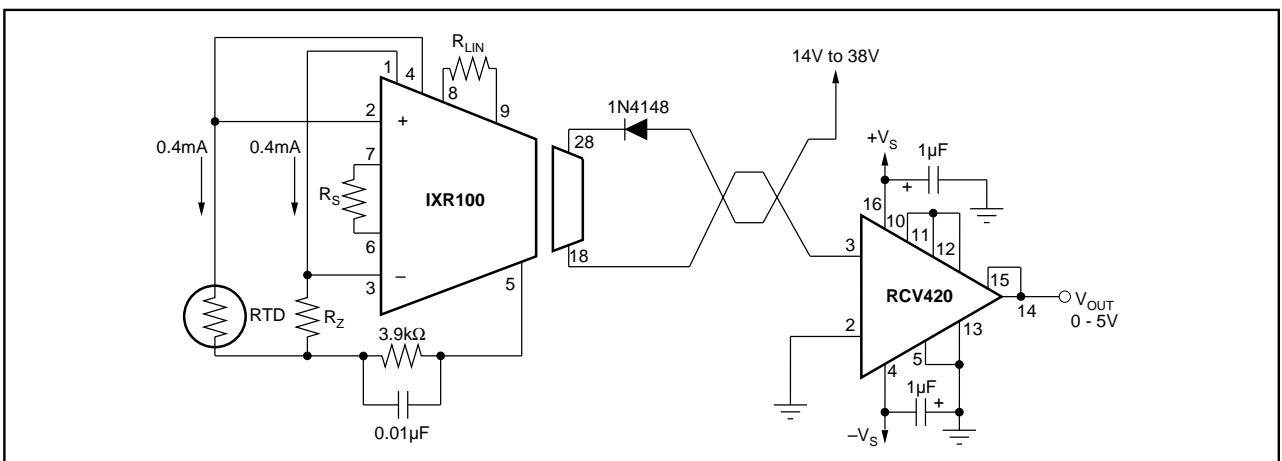 R_LIN
1
4
8
9
2
+
0.4mA
0.4mA
7
R_S
6
IXR100
–
3
5
RTD
R_Z
3.9kΩ
0.01µF
28
18
1N4148
14V to 38V
+V_S
1µF
+
16
10
11
12
3
RCV420
15
14
V_OUT
0 - 5V
2
13
5
4
1µF
+
–V_S